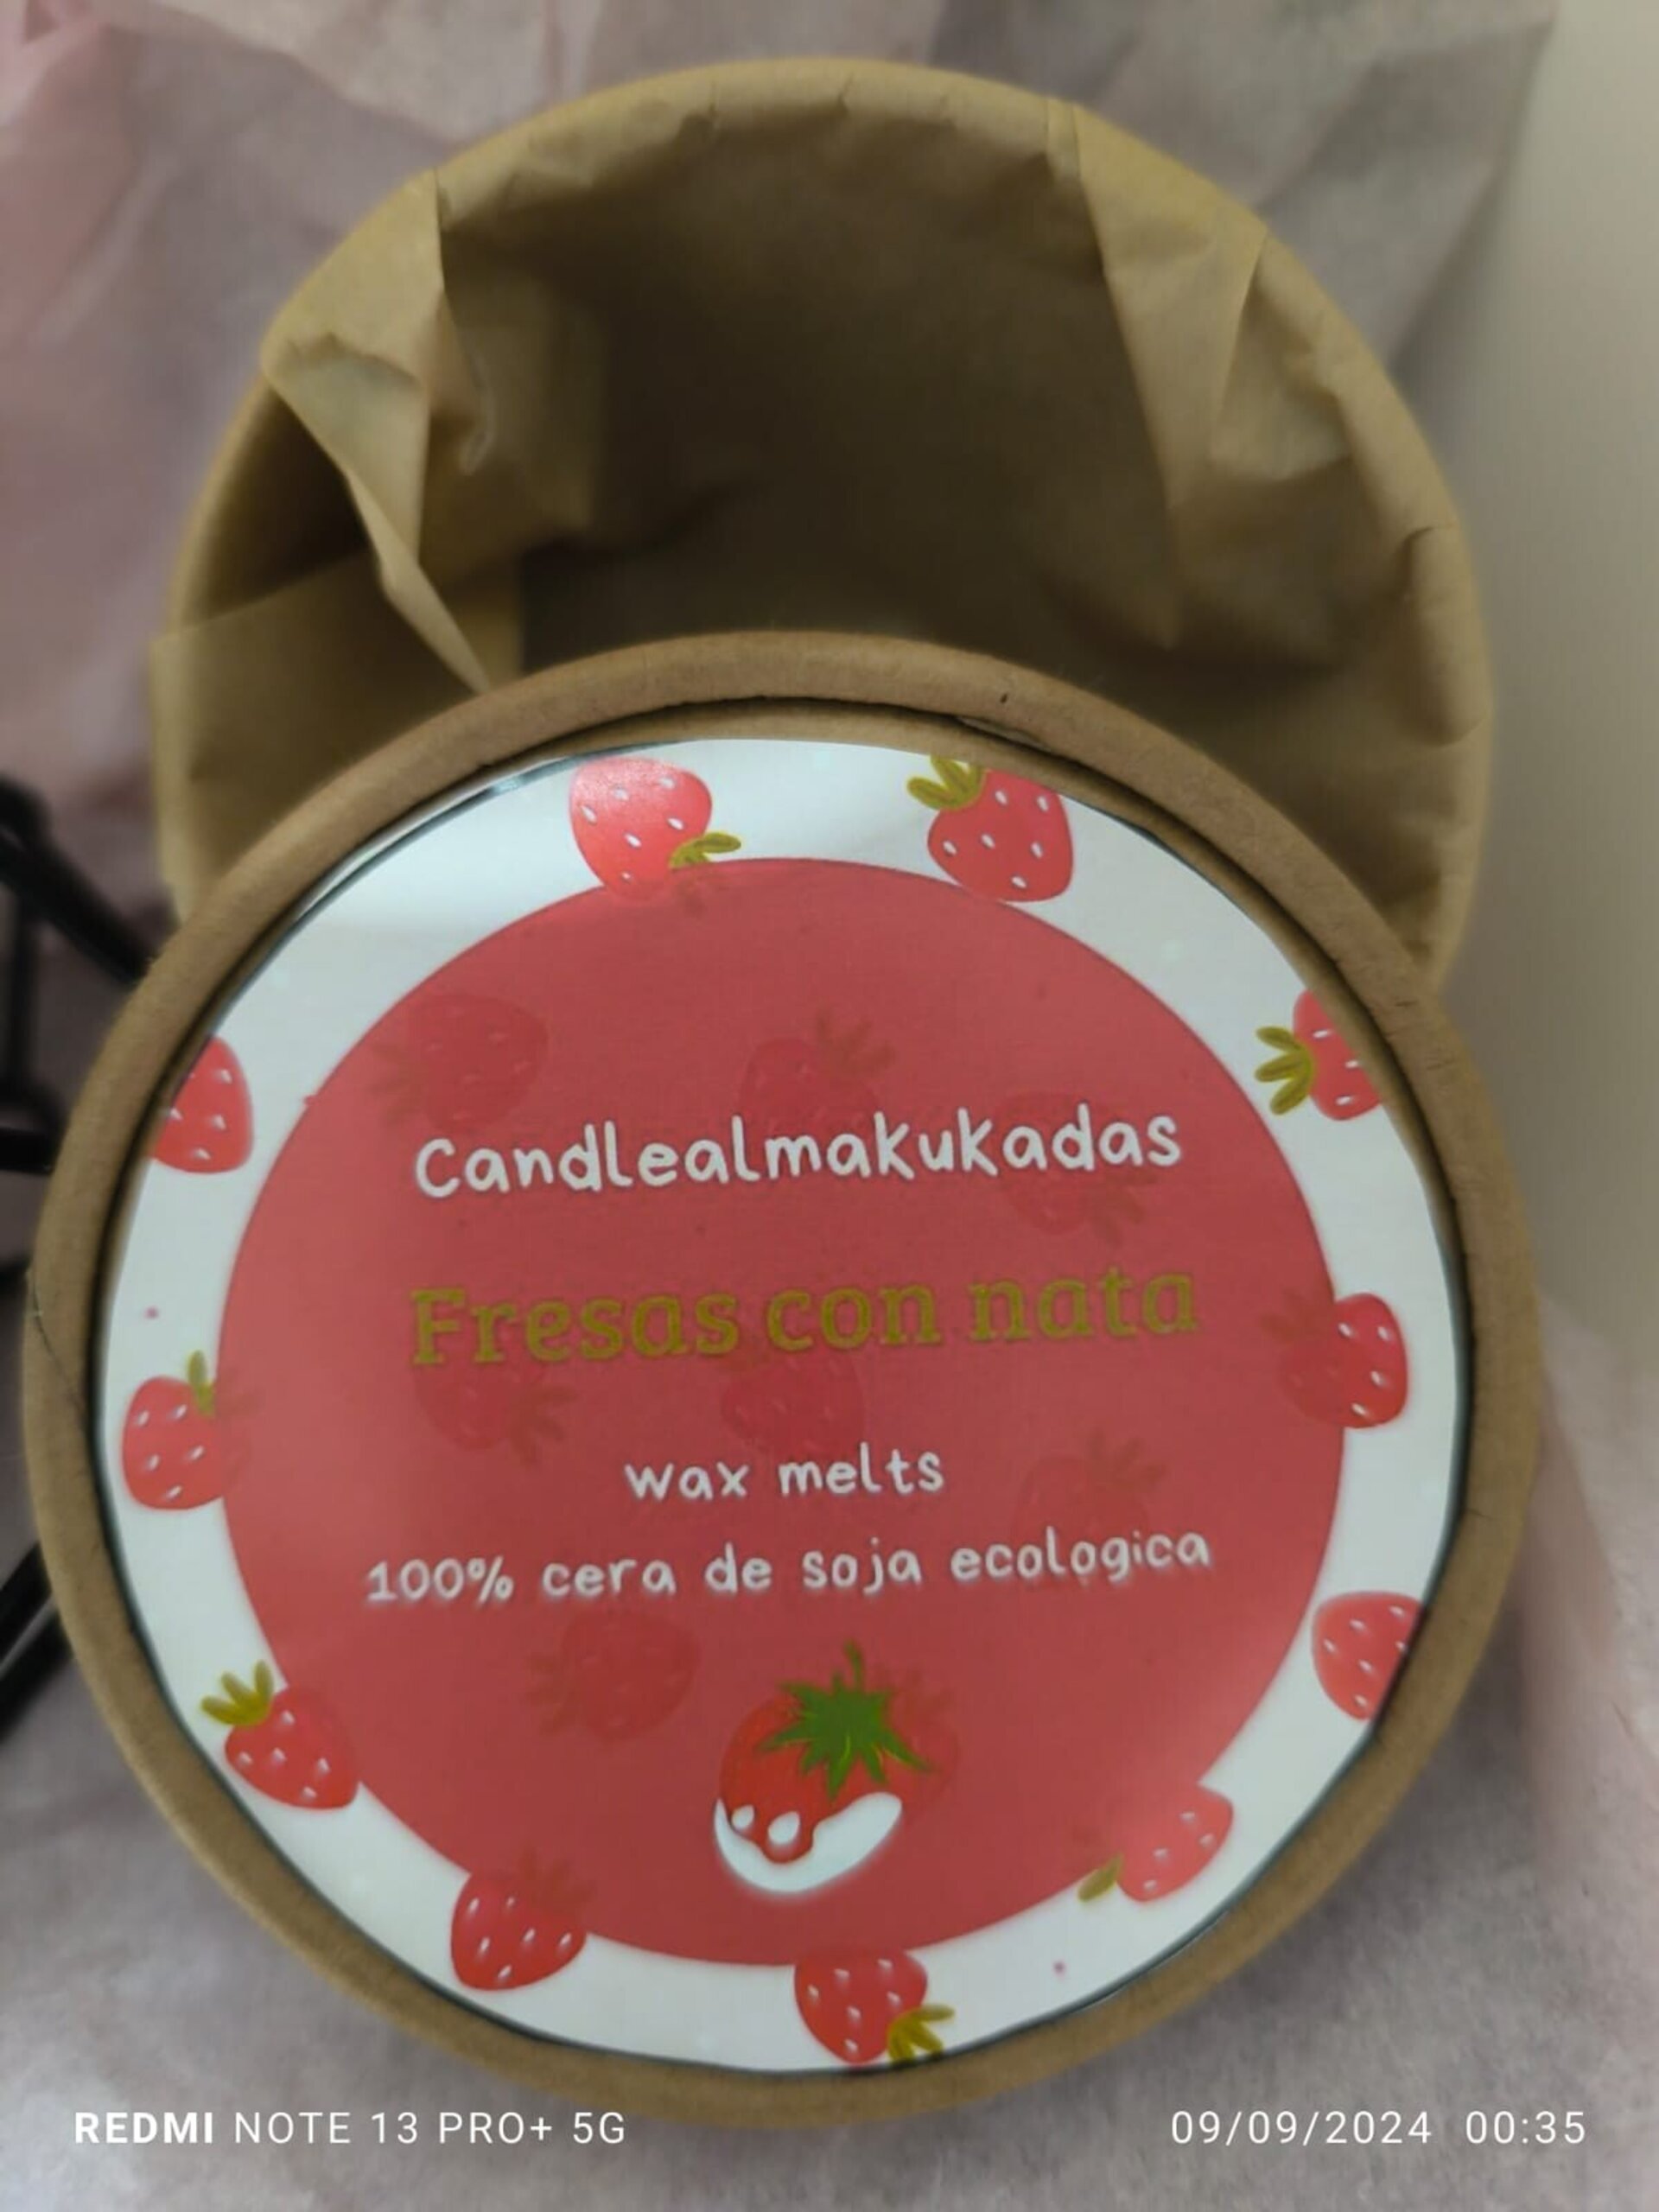 Candlealmakukadas
Fresas con nata
wax melts
100% cera de soja ecologica
REDMI NOTE 13 PRO+ 5G
09/09/2024 00:35